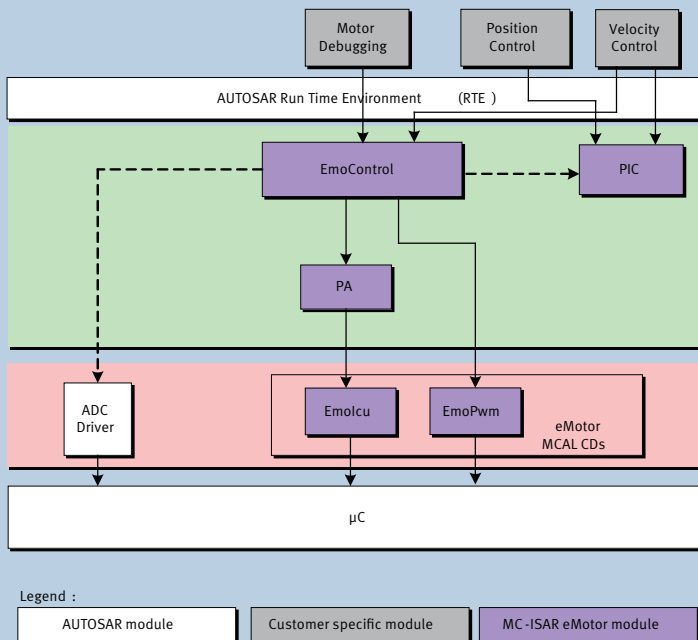 Motor
Debugging
Position
Control
Velocity
Control
AUTOSAR Run Time Environment (RTE )
EmoControl
PIC
PA
ADC
Driver
EmoIcu
EmoPwm
eMotor
MCAL CDs
µC
Legend :
AUTOSAR module
Customer specific module
MC-ISAR eMotor module